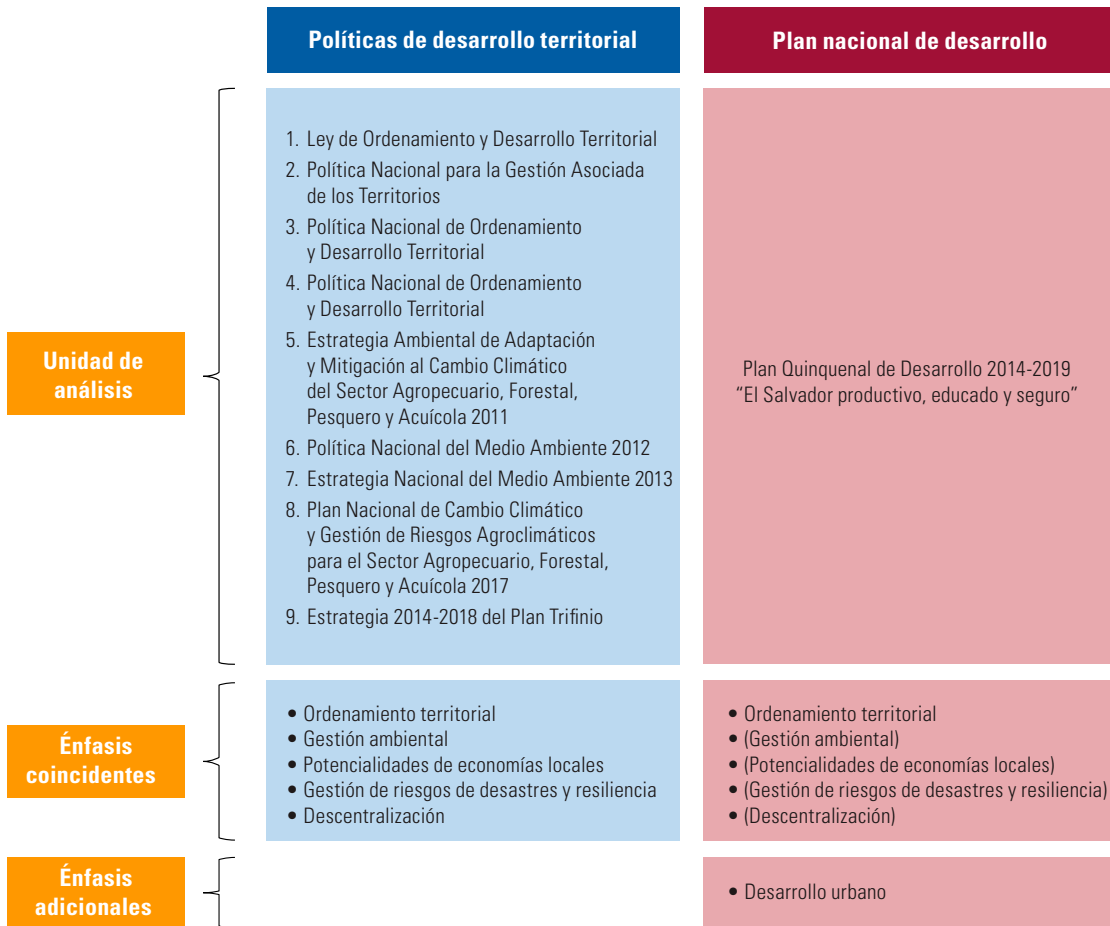 Políticas de desarrollo territorial
Plan nacional de desarrollo
Unidad de
análisis
1. Ley de Ordenamiento y Desarrollo Territorial
2. Política Nacional para la Gestión Asociada
de los Territorios
3. Política Nacional de Ordenamiento
y Desarrollo Territorial
4. Política Nacional de Ordenamiento
y Desarrollo Territorial
5. Estrategia Ambiental de Adaptación
y Mitigación al Cambio Climático
del Sector Agropecuario, Forestal,
Pesquero y Acuícola 2011
6. Política Nacional del Medio Ambiente 2012
7. Estrategia Nacional del Medio Ambiente 2013
8. Plan Nacional de Cambio Climático
y Gestión de Riesgos Agroclimáticos
para el Sector Agropecuario, Forestal,
Pesquero y Acuícola 2017
9. Estrategia 2014-2018 del Plan Trifinio
Plan Quinquenal de Desarrollo 2014-2019
“El Salvador productivo, educado y seguro”
Énfasis
coincidentes
• Ordenamiento territorial
• Gestión ambiental
• Potencialidades de economías locales
• Gestión de riesgos de desastres y resiliencia
• Descentralización
• Ordenamiento territorial
• (Gestión ambiental)
• (Potencialidades de economías locales)
• (Gestión de riesgos de desastres y resiliencia)
• (Descentralización)
Énfasis
adicionales
• Desarrollo urbano